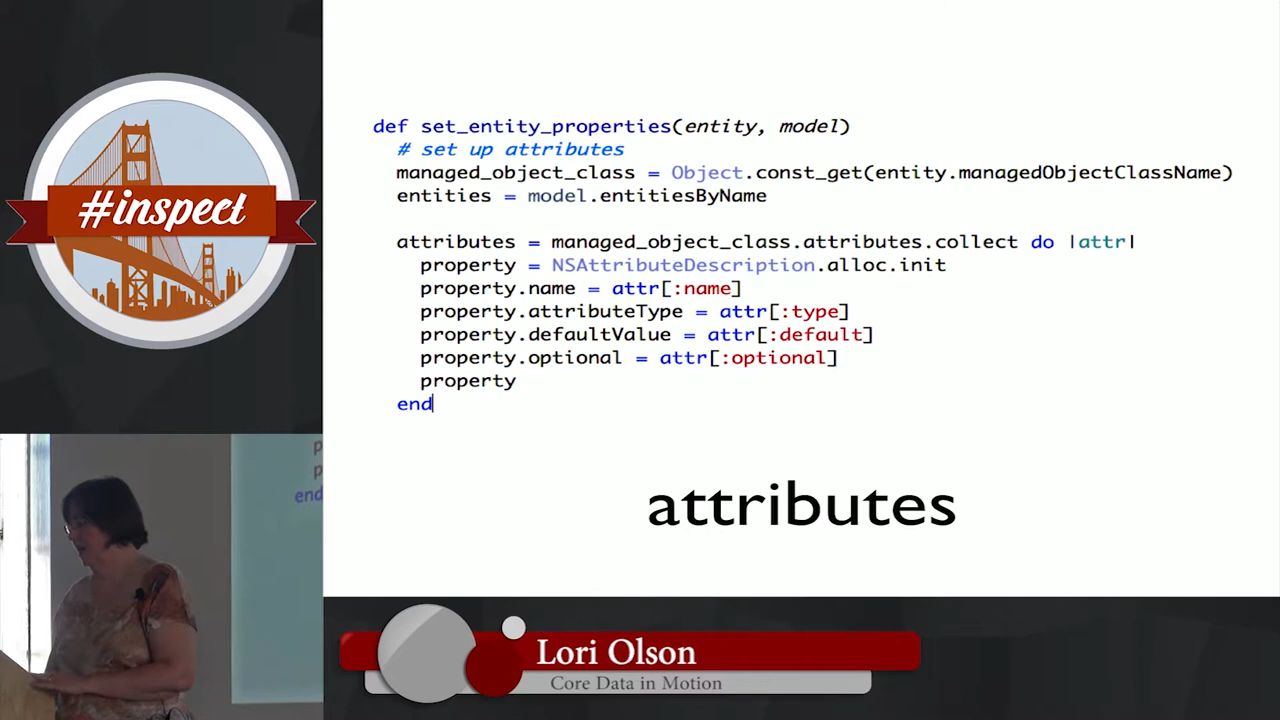 #inspect
def set_entity_properties(entity, model)
# set up attributes
managed_object_class = Object.const_get(entity.managedObjectClassName)
entities = model.entitiesByName
attributes = managed_object_class.attributes.collect do |attr|
property = NSAttributeDescription.alloc.init
property.name = attr[:name]
property.attributeType = attr[:type]
property.defaultValue = attr[:default]
property.optional = attr[:optional]
property
end
attributes
p
p
end
Lori Olson
Core Data in Motion